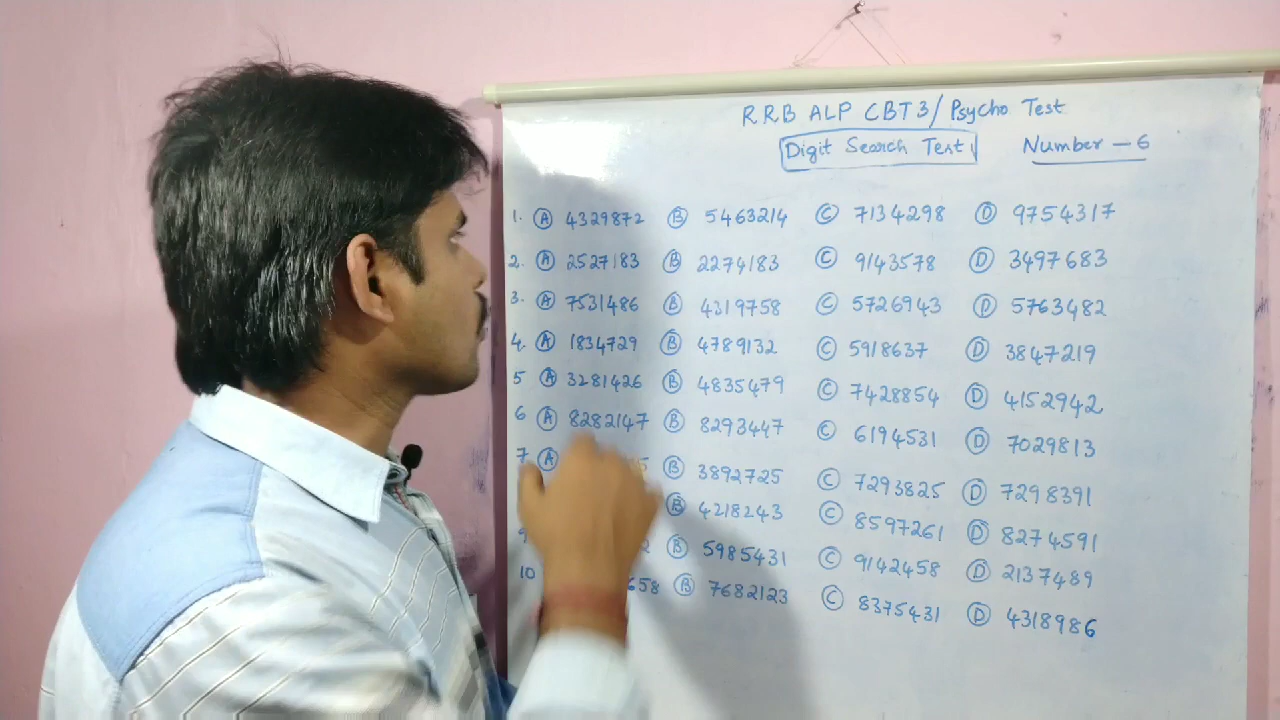 RRB ALP CBT3/Psycho Test
Digit Search Test Number - 6
1. A 4329872 B 5463214 C 7134298 D 9754317
2. A 2527183 B 2274183 C 9143578 D 3497683
3. A 7531486 B 4319758 C 5726943 D 5763482
4. A 1834729 B 4789132 C 5918637 D 3847219
5 A 3281426 B 4835479 C 7428854 D 4152942
6 A 8282147 B 8293447 C 6194531 D 7029813
7 A B 3892725 C 7293825 D 7298391
B 4218243 C 8597261 D 8274591
9 B 5985431 C 9142458 D 2137489
10 658 B 7682123 C 8375431 D 4318986